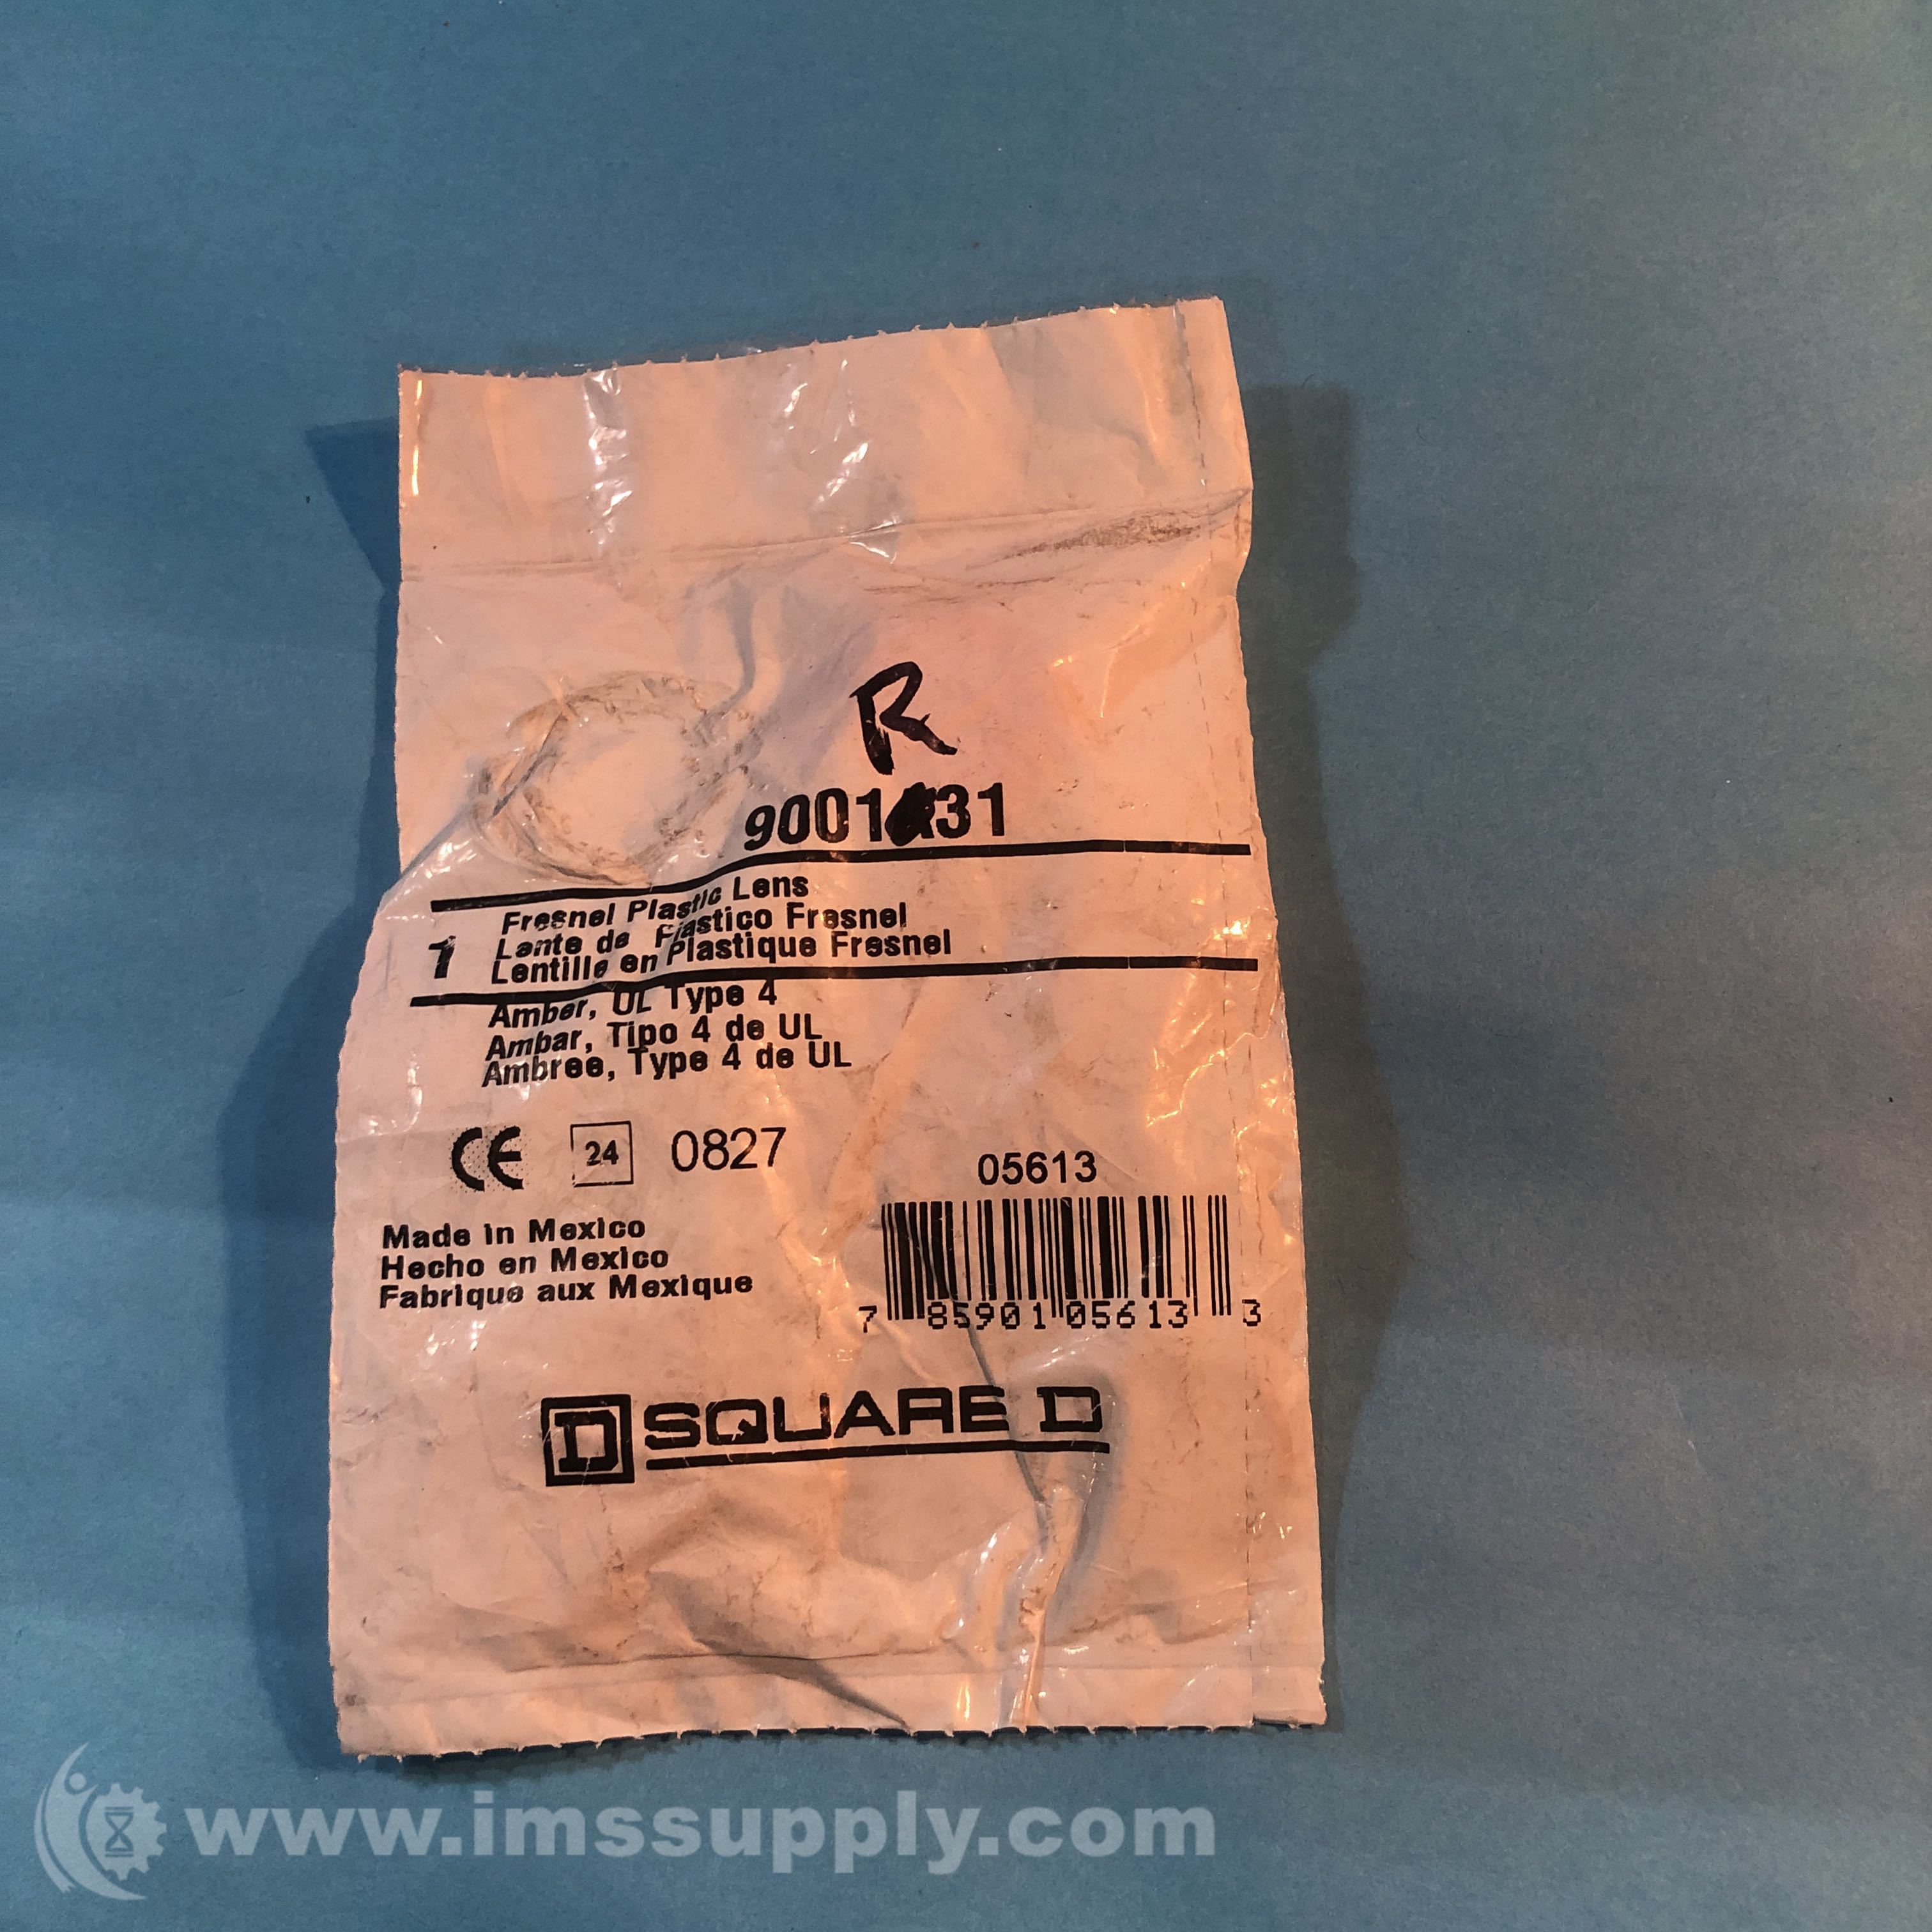 R
9001 31
1
Fresnel Plastic Lens
Lente de Plastico Fresnel
Lentille en Plastique Fresnel
Amber, UL Type 4
Ambar, Tipo 4 de UL
Ambree, Type 4 de UL
CE 24 0827
05613
Made in Mexico
Hecho en Mexico
Fabrique aux Mexique
7 85901 05613 3
D SQUARE D
www.imssupply.com